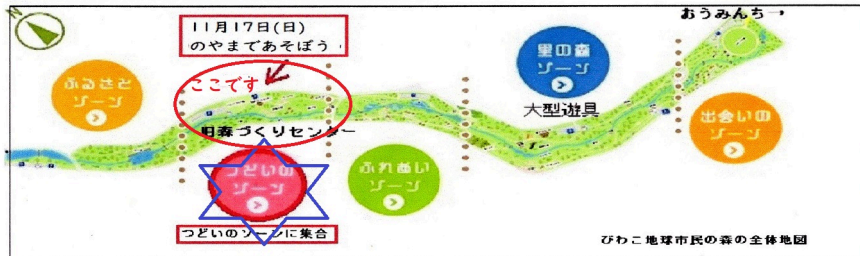 N
11月17日(日)
のやまであそぼう
ここです
おうみんち→
ふるさと
ゾーン
里の森
ゾーン
大型遊具
旧森づくりセンター
出会いの
ゾーン
つどいの
ゾーン
ふれあい
ゾーン
つどいのゾーンに集合
びわこ地球市民の森の全体地図